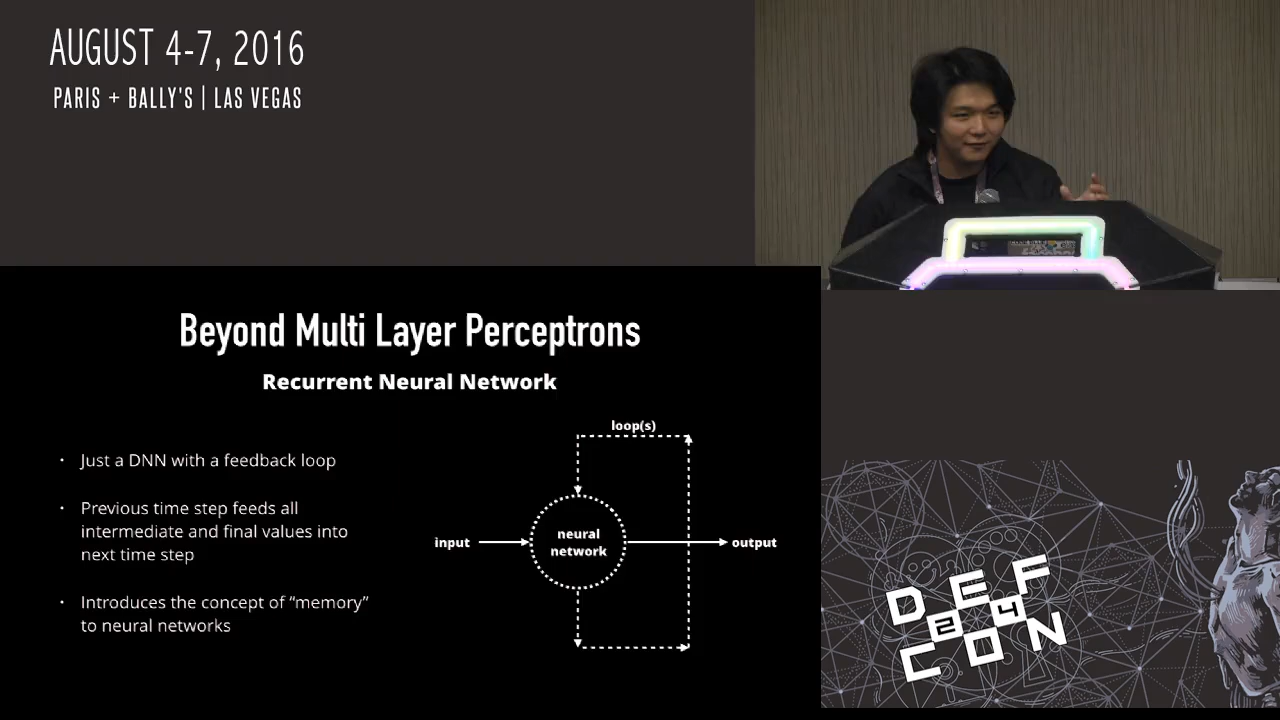 AUGUST 4-7, 2016
PARIS + BALLY'S | LAS VEGAS
Beyond Multi Layer Perceptrons
Recurrent Neural Network
• Just a DNN with a feedback loop
• Previous time step feeds all
intermediate and final values into
next time step
• Introduces the concept of “memory”
to neural networks
loop(s)
input
neural
network
output
DEF
24
CON